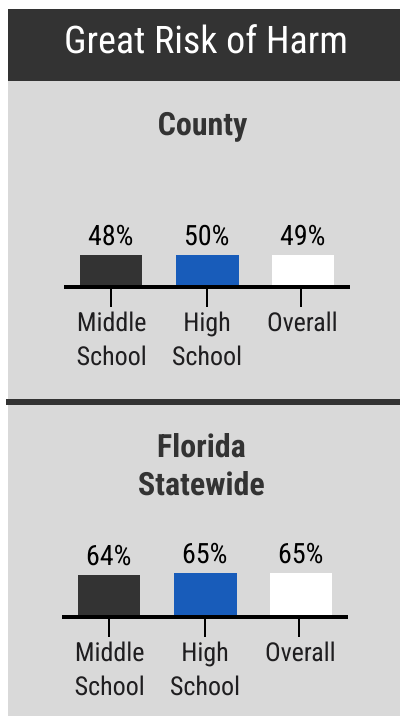 Great Risk of Harm
County
48% 50% 49%
Middle School High School Overall
Florida
Statewide
64% 65% 65%
Middle School High School Overall